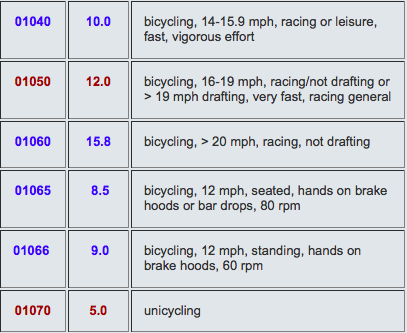 01040 10.0 bicycling, 14-15.9 mph, racing or leisure,
fast, vigorous effort
01050 12.0 bicycling, 16-19 mph, racing/not drafting or
> 19 mph drafting, very fast, racing general
01060 15.8 bicycling, > 20 mph, racing, not drafting
01065 8.5 bicycling, 12 mph, seated, hands on brake
hoods or bar drops, 80 rpm
01066 9.0 bicycling, 12 mph, standing, hands on
brake hoods, 60 rpm
01070 5.0 unicycling